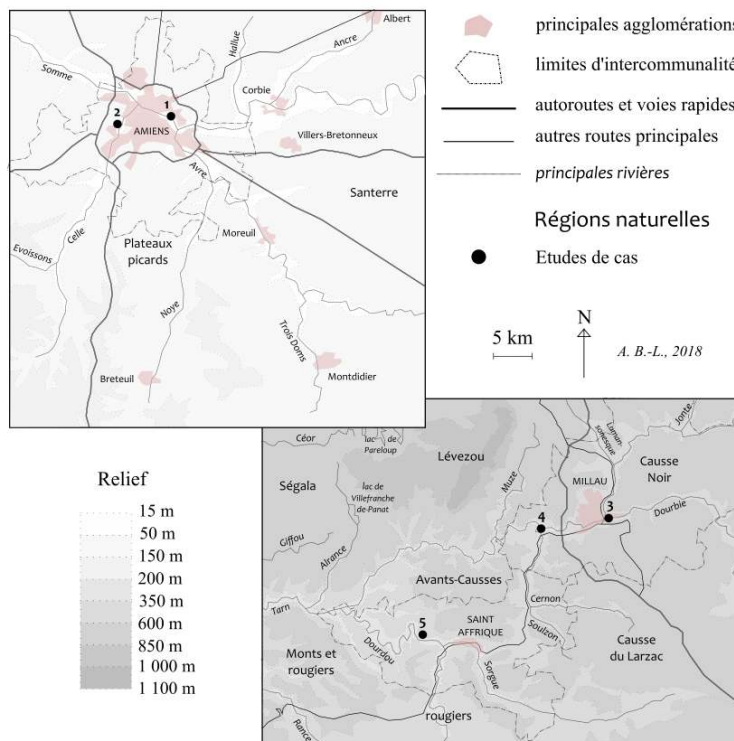 Albert
Hallue
Ancre
Somme
Corbie
2
1
AMIENS
Villers-Bretonneux
Avre
Santerre
Celle
Moreuil
Plateaux
picards
Evoissons
Noye
Trois Doms
Breteuil
Montdidier
principales agglomérations
limites d'intercommunalité
autoroutes et voies rapides
autres routes principales
principales rivières
Régions naturelles
Etudes de cas
5 km
N
A. B.-L., 2018
Relief
15 m
50 m
150 m
200 m
350 m
600 m
850 m
1 000 m
1 100 m
Céor
lac de
Pareloup
Lévezou
Jonte
Ségala
Muze
Causse
Noir
lac de
Villefranche
de-Panat
MILLAU
3
Dourbie
4
Giffou
Alrance
Avants-Causses
Tarn
Cernon
5
SAINT
AFFRIQUE
Soulzon
Dourdou
Causse
du Larzac
Monts et
rougiers
Sorgue
rougiers
Rance